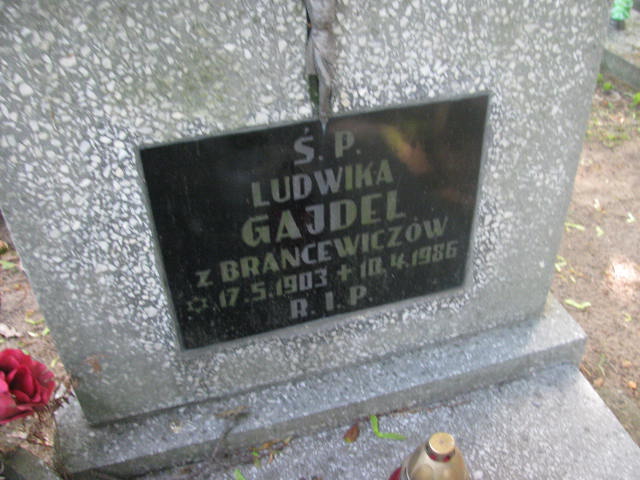 Ś. P.
LUDWIKA
GAJDEL
z BRANCEWICZÓW
☆ 17.5.1903 + 10.4.1986
R. I. P.